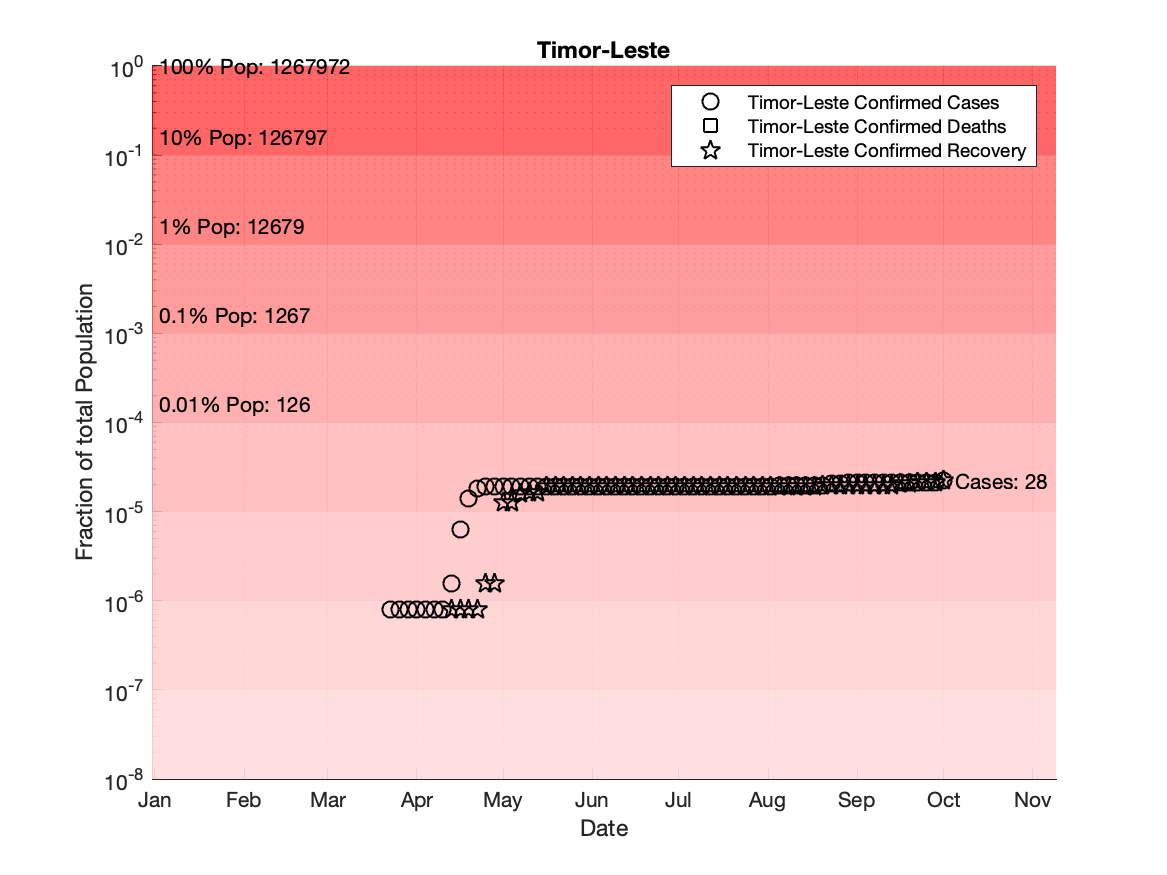 Timor-Leste
10^0
100% Pop: 1267972
Timor-Leste Confirmed Cases
Timor-Leste Confirmed Deaths
Timor-Leste Confirmed Recovery
10% Pop: 126797
10^-1
1% Pop: 12679
10^-2
0.1% Pop: 1267
10^-3
0.01% Pop: 126
10^-4
Cases: 28
10^-5
10^-6
10^-7
10^-8
Fraction of total Population
Jan Feb Mar Apr May Jun Jul Aug Sep Oct Nov
Date